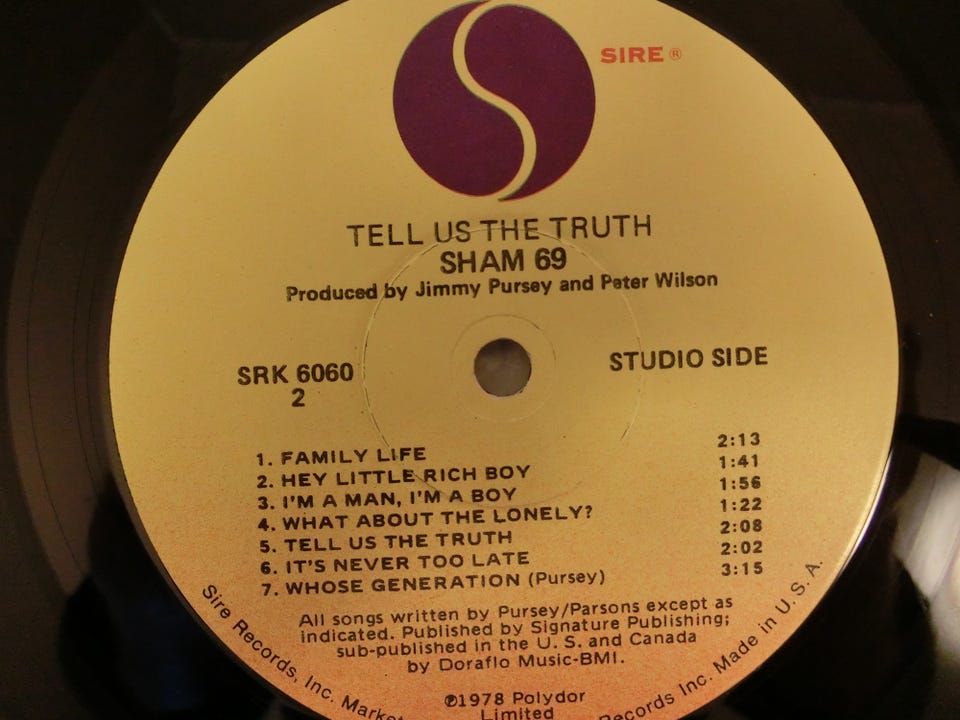 SIRE ®
TELL US THE TRUTH
SHAM 69
Produced by Jimmy Pursey and Peter Wilson
SRK 6060
2
STUDIO SIDE
1. FAMILY LIFE 2:13
2. HEY LITTLE RICH BOY 1:41
3. I'M A MAN, I'M A BOY 1:56
4. WHAT ABOUT THE LONELY? 1:22
5. TELL US THE TRUTH 2:08
6. IT'S NEVER TOO LATE 2:02
7. WHOSE GENERATION (Pursey) 3:15
All songs written by Pursey/Parsons except as
indicated. Published by Signature Publishing;
sub-published in the U. S. and Canada
by Doraflo Music-BMI.
℗1978 Polydor
Limited
Sire Records, Inc. Records Inc. Made in U. S. A.